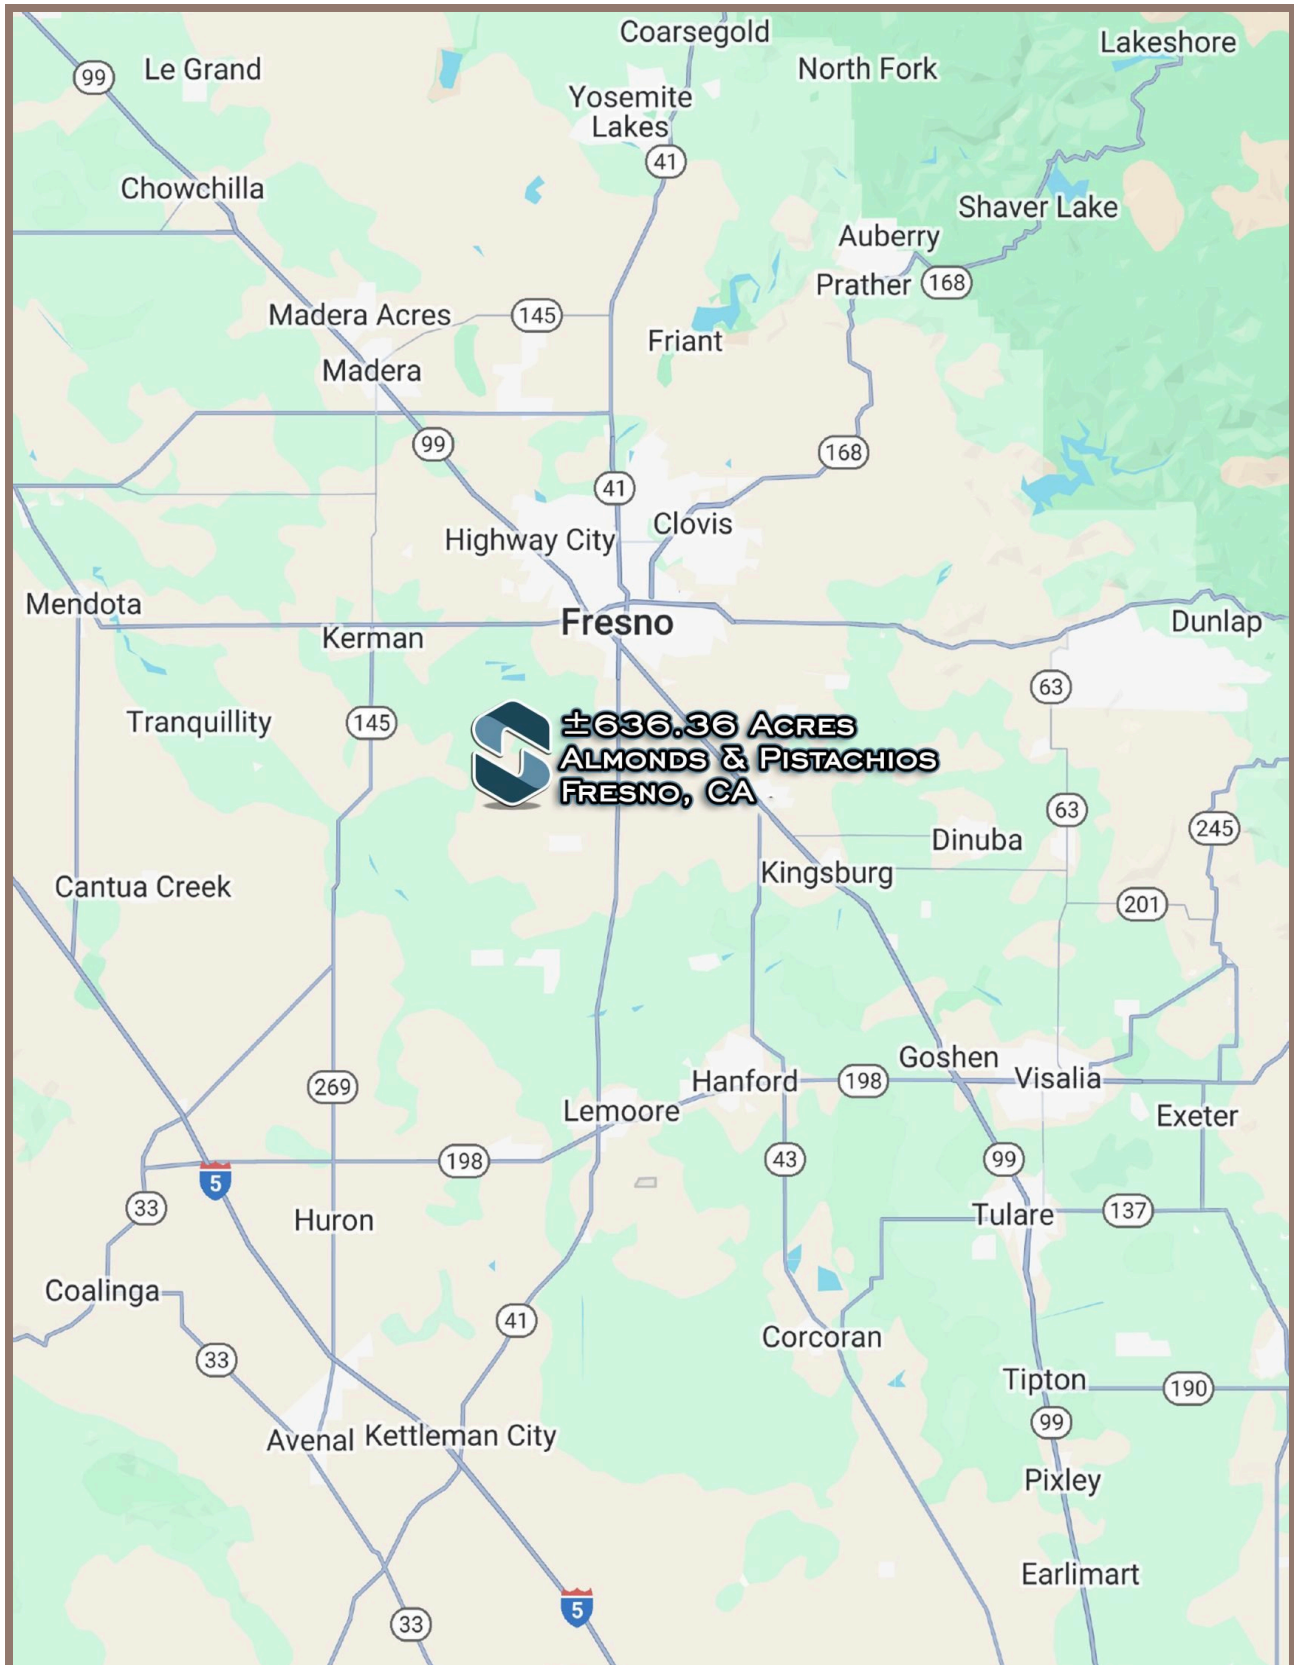 Coarsegold
Lakeshore
99
Le Grand
North Fork
Yosemite
Lakes
41
Chowchilla
Shaver Lake
Auberry
Prather
168
Madera Acres
145
Friant
Madera
99
168
41
Clovis
Highway City
Mendota
Fresno
Dunlap
Kerman
63
Tranquillity
145
±636.36 Acres
Almonds & Pistachios
Fresno, CA
63
245
Dinuba
Kingsburg
Cantua Creek
201
Goshen
Hanford
198
Visalia
269
Lemoore
Exeter
198
43
99
5
33
Huron
Tulare
137
Coalinga
41
Corcoran
33
Tipton
190
99
Avenal
Kettleman City
Pixley
Earlimart
5
33